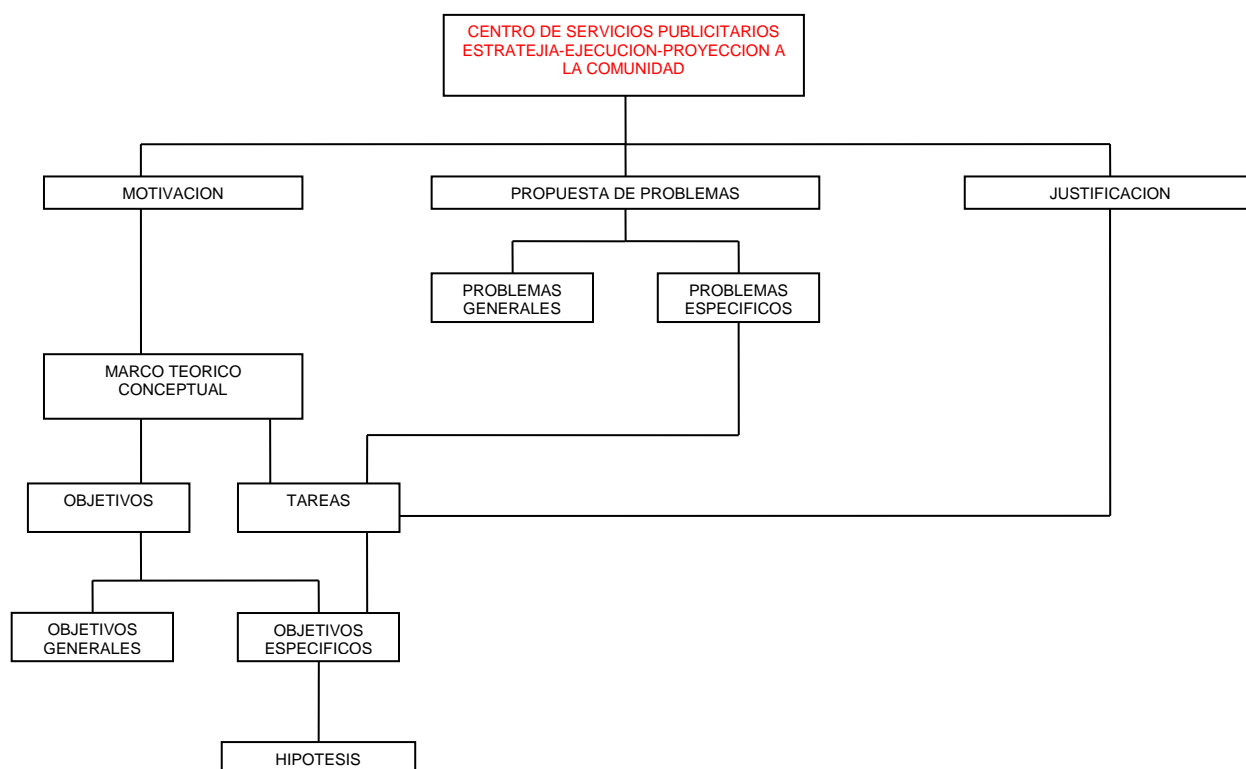 CENTRO DE SERVICIOS PUBLICITARIOS
ESTRATEJIA-EJECUCION-PROYECCION A
LA COMUNIDAD
MOTIVACION
PROPUESTA DE PROBLEMAS
JUSTIFICACION
PROBLEMAS
GENERALES
PROBLEMAS
ESPECIFICOS
MARCO TEORICO
CONCEPTUAL
OBJETIVOS
TAREAS
OBJETIVOS
GENERALES
OBJETIVOS
ESPECIFICOS
HIPOTESIS